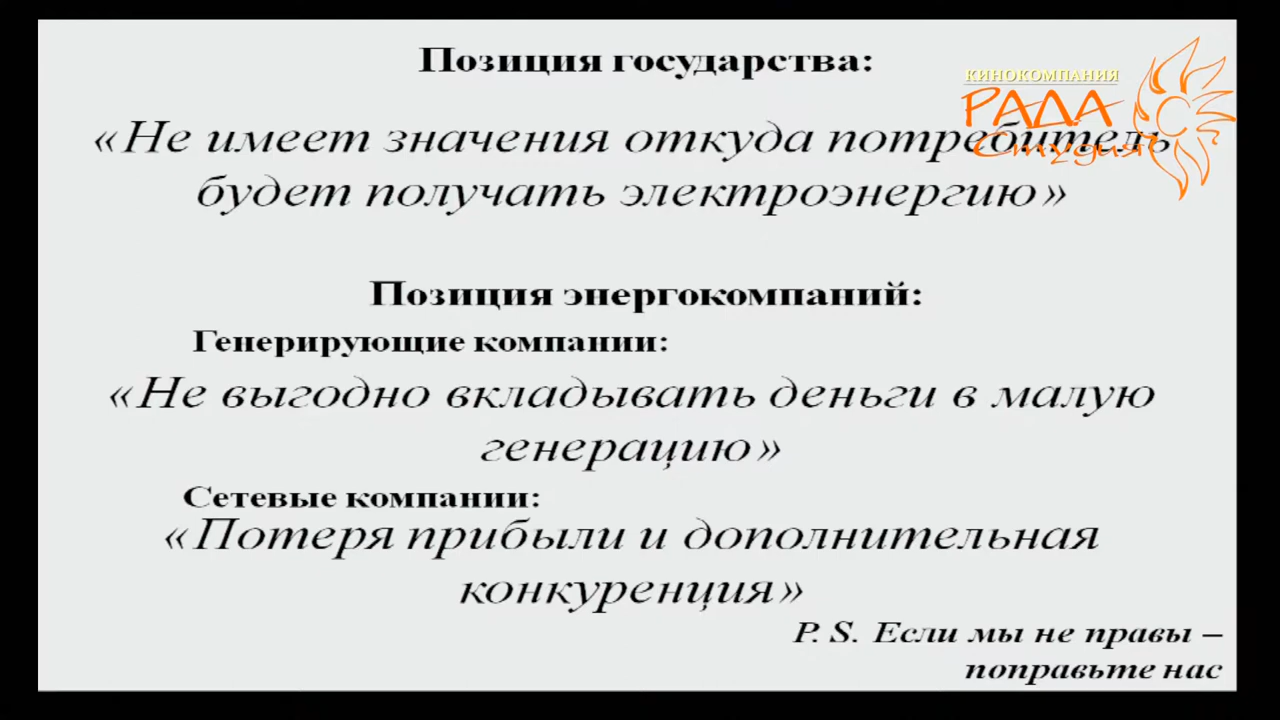 Позиция государства:
КИНОКОМПАНИЯ
РАДА
студия
«Не имеет значения откуда потребитель
будет получать электроэнергию»
Позиция энергокомпаний:
Генерирующие компании:
«Не выгодно вкладывать деньги в малую
генерацию»
Сетевые компании:
«Потеря прибыли и дополнительная
конкуренция»
P. S. Если мы не правы –
поправьте нас